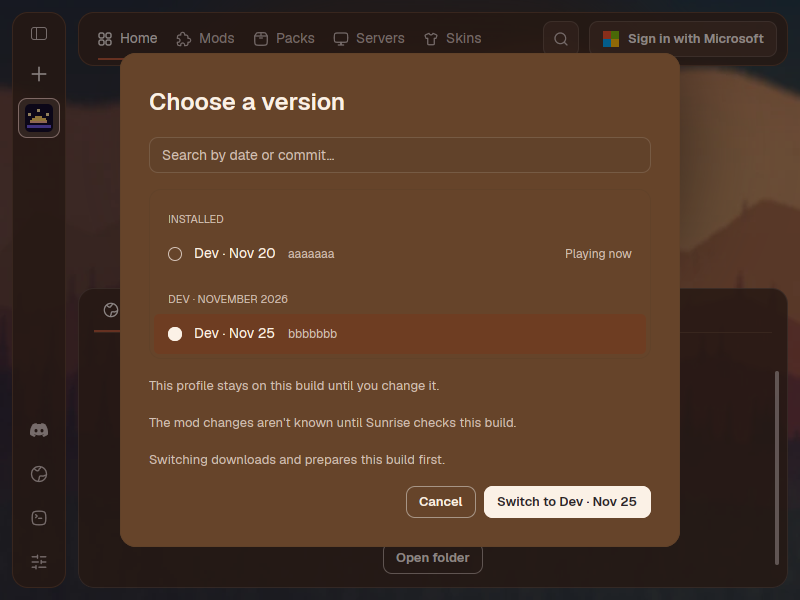 Home Mods Packs Servers Skins Sign in with Microsoft
Choose a version
Search by date or commit...
INSTALLED
Dev · Nov 20 aaaaaaa Playing now
DEV · NOVEMBER 2026
Dev · Nov 25 bbbbbbb
This profile stays on this build until you change it.
The mod changes aren't known until Sunrise checks this build.
Switching downloads and prepares this build first.
Cancel Switch to Dev · Nov 25
Open folder